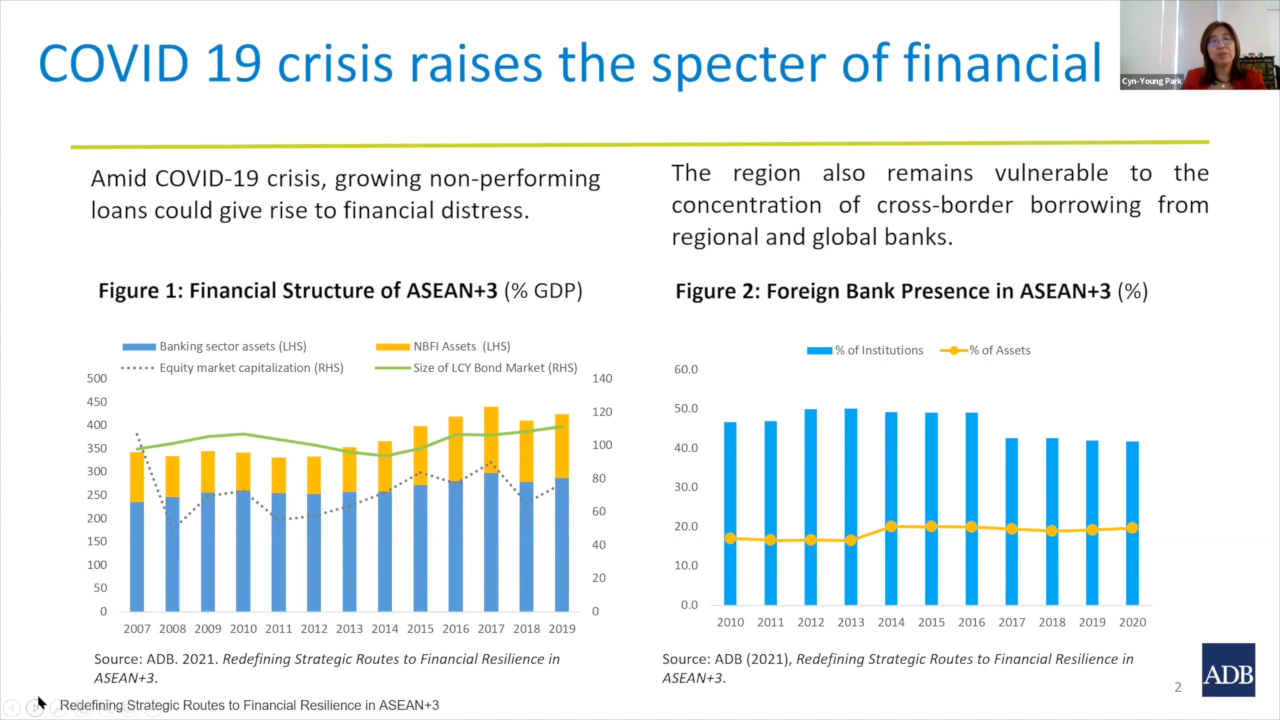 COVID 19 crisis raises the specter of financial
Cyn-Young Park
Amid COVID-19 crisis, growing non-performing
loans could give rise to financial distress.
The region also remains vulnerable to the
concentration of cross-border borrowing from
regional and global banks.
Figure 1: Financial Structure of ASEAN+3 (% GDP)
Banking sector assets (LHS)
NBFI Assets (LHS)
Equity market capitalization (RHS)
Size of LCY Bond Market (RHS)
500
450
400
350
300
250
200
150
100
50
0
140
120
100
80
60
40
20
0
2007 2008 2009 2010 2011 2012 2013 2014 2015 2016 2017 2018 2019
Source: ADB. 2021. Redefining Strategic Routes to Financial Resilience in
ASEAN+3.
Figure 2: Foreign Bank Presence in ASEAN+3 (%)
% of Institutions
% of Assets
60.0
50.0
40.0
30.0
20.0
10.0
0.0
2010 2011 2012 2013 2014 2015 2016 2017 2018 2019 2020
Source: ADB (2021), Redefining Strategic Routes to Financial Resilience in
ASEAN+3.
ADB
2
Redefining Strategic Routes to Financial Resilience in ASEAN+3